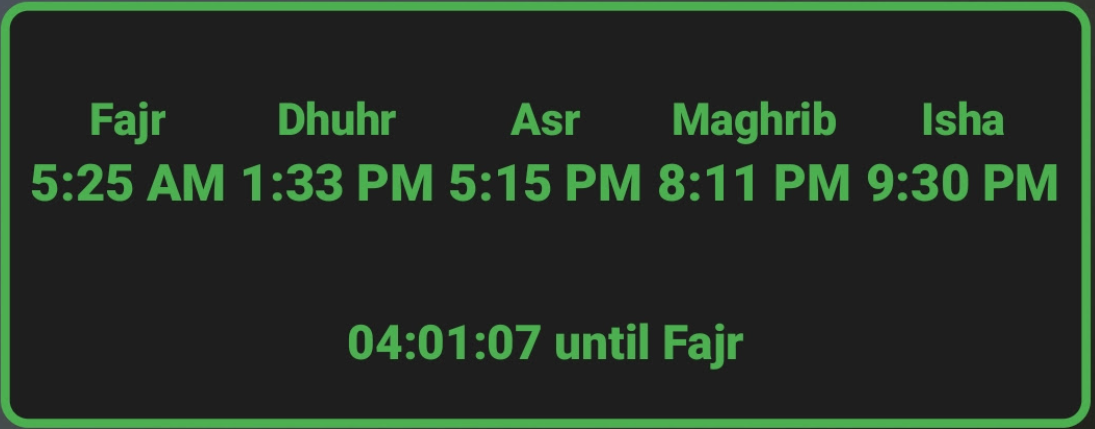 Fajr Dhuhr Asr Maghrib Isha
5:25 AM 1:33 PM 5:15 PM 8:11 PM 9:30 PM
04:01:07 until Fajr